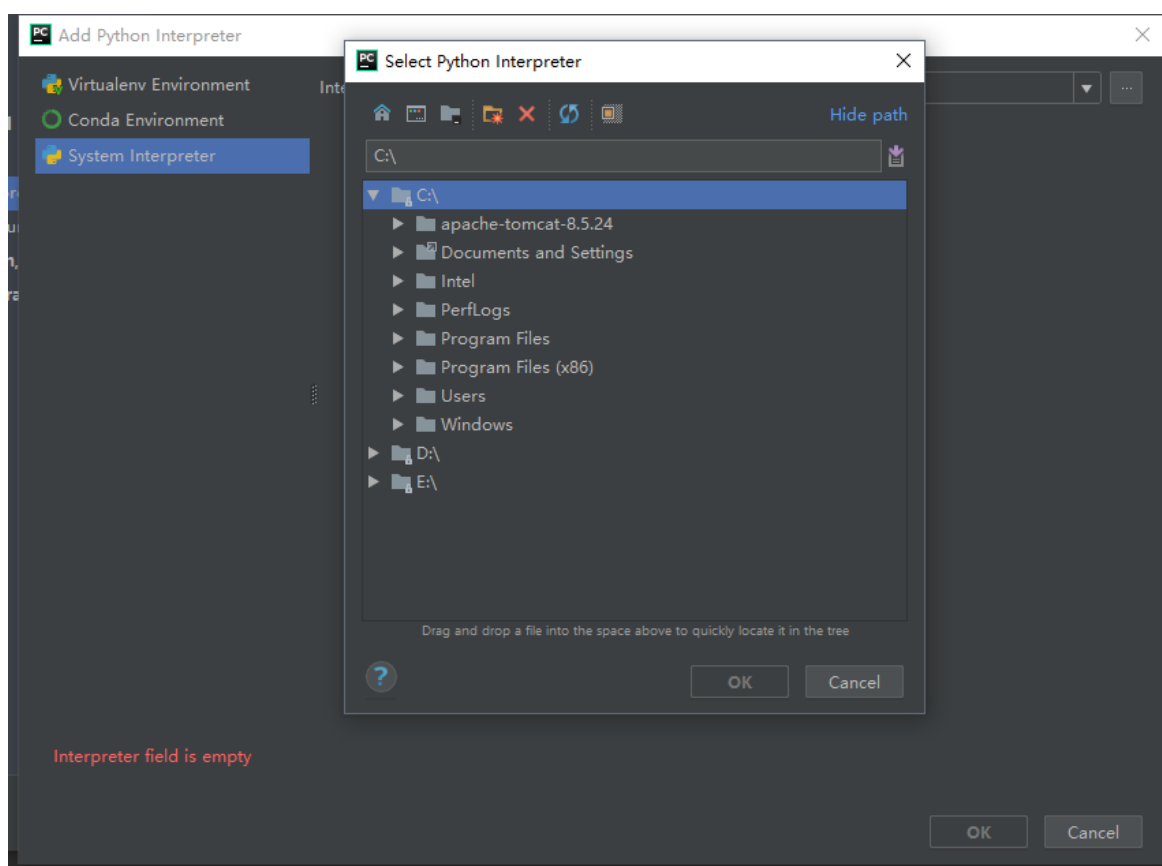 Add Python Interpreter
Select Python Interpreter
Virtualenv Environment
Inte
Conda Environment
Hide path
System Interpreter
C:\
C:\
apache-tomcat-8.5.24
Documents and Settings
Intel
PerfLogs
Program Files
Program Files (x86)
Users
Windows
D:\
E:\
Drag and drop a file into the space above to quickly locate it in the tree
?
OK
Cancel
Interpreter field is empty
OK
Cancel